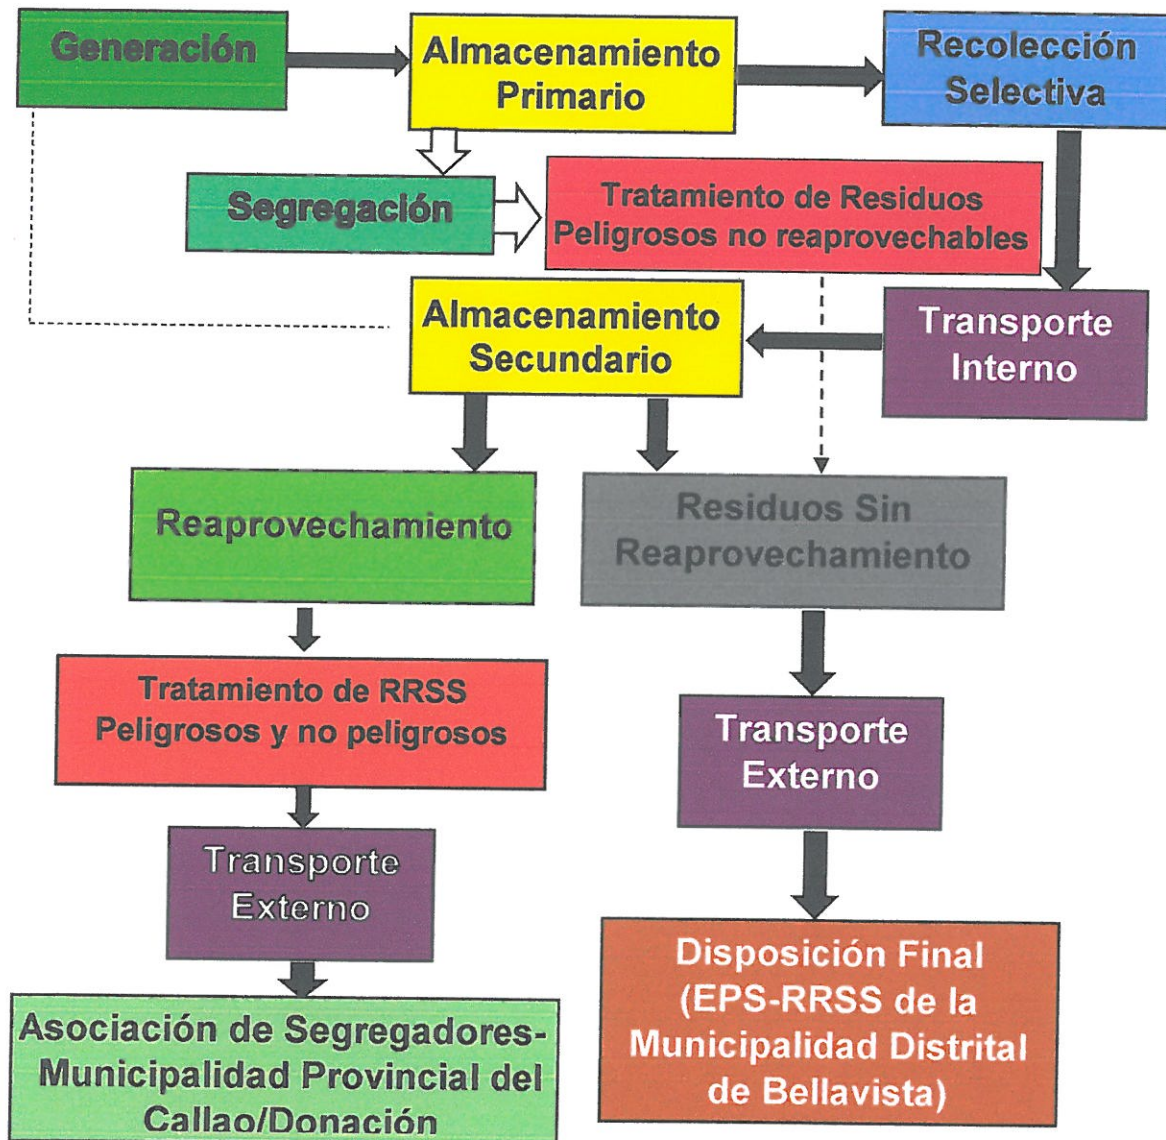 Generación
Almacenamiento
Primario
Recolección
Selectiva
Segregación
Tratamiento de Residuos
Peligrosos no reaprovechables
Almacenamiento
Secundario
Transporte
Interno
Reaprovechamiento
Residuos Sin
Reaprovechamiento
Tratamiento de RRSS
Peligrosos y no peligrosos
Transporte
Externo
Transporte
Externo
Asociación de Segregadores-
Municipalidad Provincial del
Callao/Donación
Disposición Final
(EPS-RRSS de la
Municipalidad Distrital
de Bellavista)